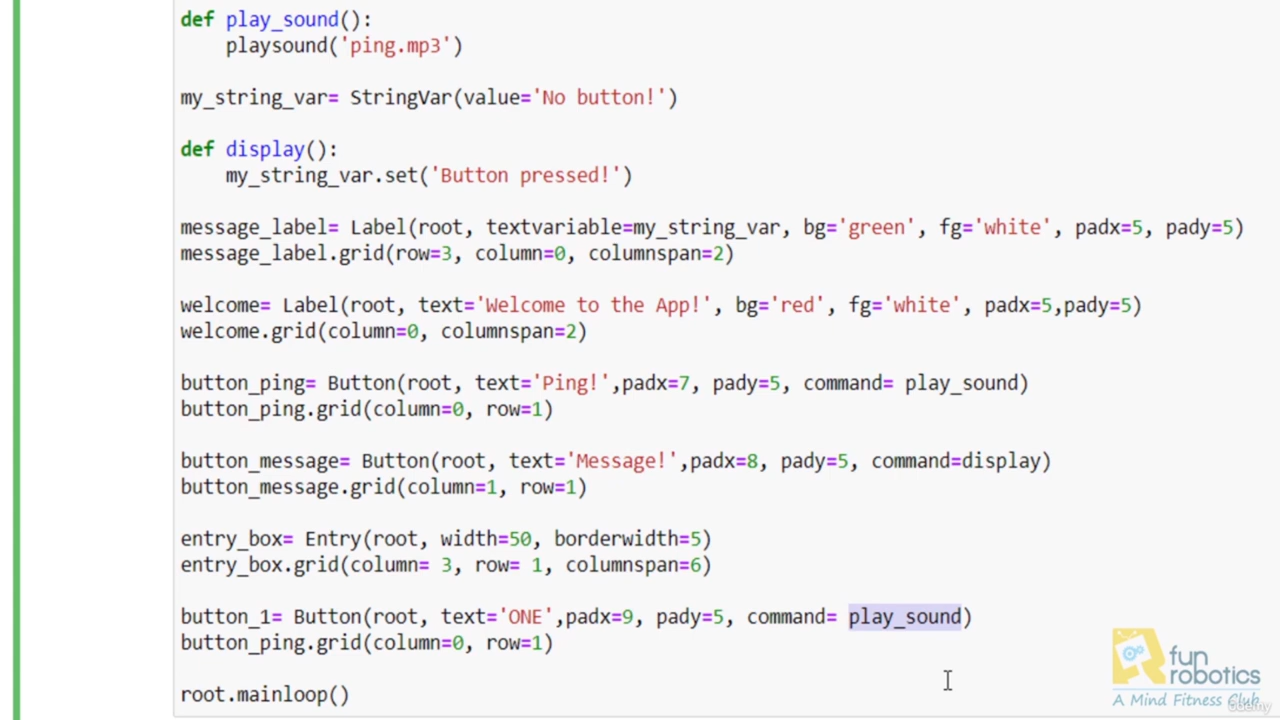 def play_sound():
    playsound('ping.mp3')

my_string_var= StringVar(value='No button!')

def display():
    my_string_var.set('Button pressed!')

message_label= Label(root, textvariable=my_string_var, bg='green', fg='white', padx=5, pady=5)
message_label.grid(row=3, column=0, columnspan=2)

welcome= Label(root, text='Welcome to the App!', bg='red', fg='white', padx=5,pady=5)
welcome.grid(column=0, columnspan=2)

button_ping= Button(root, text='Ping!',padx=7, pady=5, command= play_sound)
button_ping.grid(column=0, row=1)

button_message= Button(root, text='Message!',padx=8, pady=5, command=display)
button_message.grid(column=1, row=1)

entry_box= Entry(root, width=50, borderwidth=5)
entry_box.grid(column= 3, row= 1, columnspan=6)

button_1= Button(root, text='ONE',padx=9, pady=5, command= play_sound)
button_ping.grid(column=0, row=1)

root.mainloop()
fun
robotics
A Mind Fitness Club
udemy